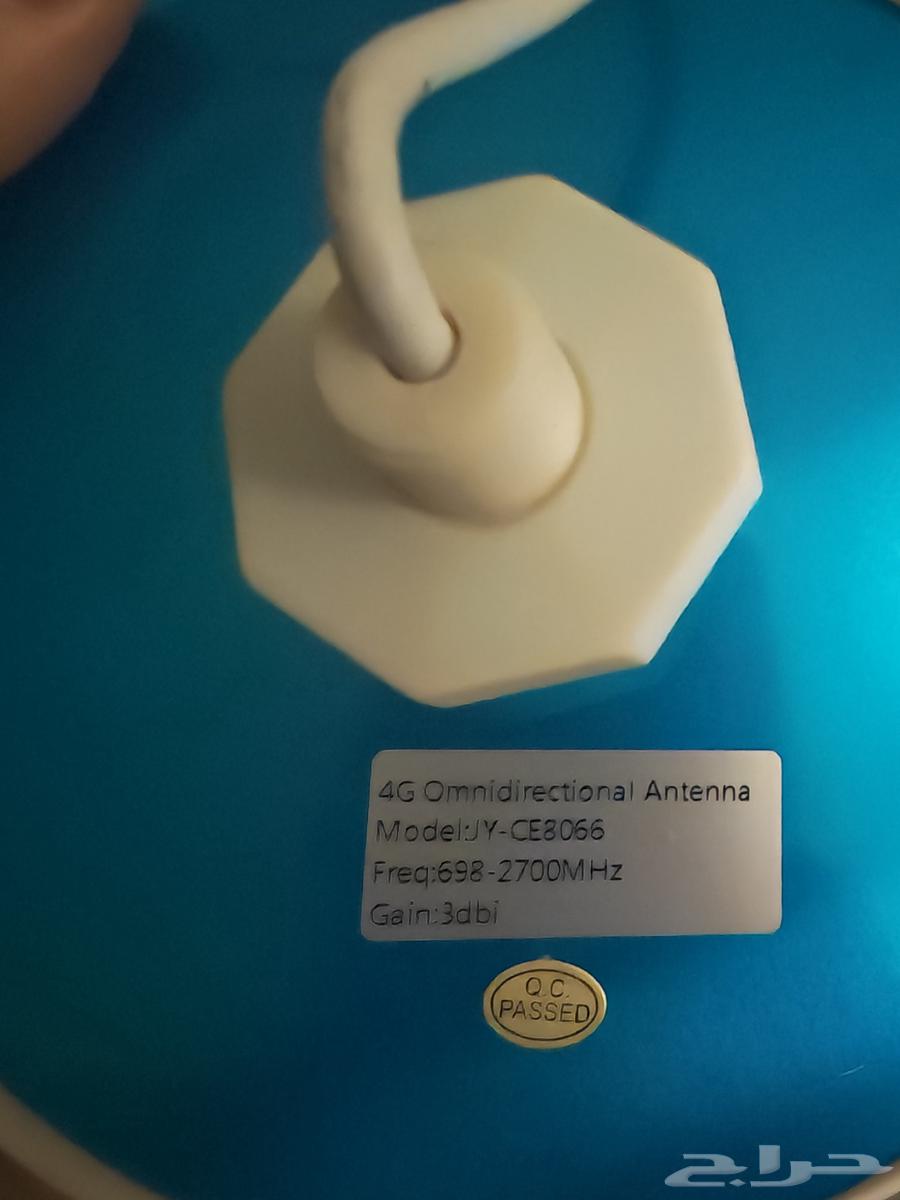 4G Omnidirectional Antenna
Model:JY-CE8066
Freq:698-2700MHz
Gain:3dbi
Q.C.
PASSED
حراج